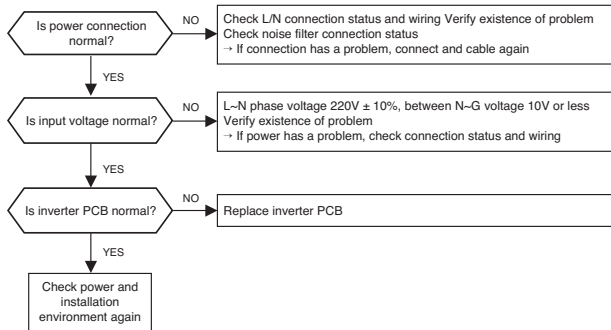 Is power connection
normal?
NO
Check L/N connection status and wiring Verify existence of problem
Check noise filter connection status
→ If connection has a problem, connect and cable again
YES
Is input voltage normal?
NO
L~N phase voltage 220V ± 10%, between N~G voltage 10V or less
Verify existence of problem
→ If power has a problem, check connection status and wiring
YES
Is inverter PCB normal?
NO
Replace inverter PCB
YES
Check power and
installation
environment again